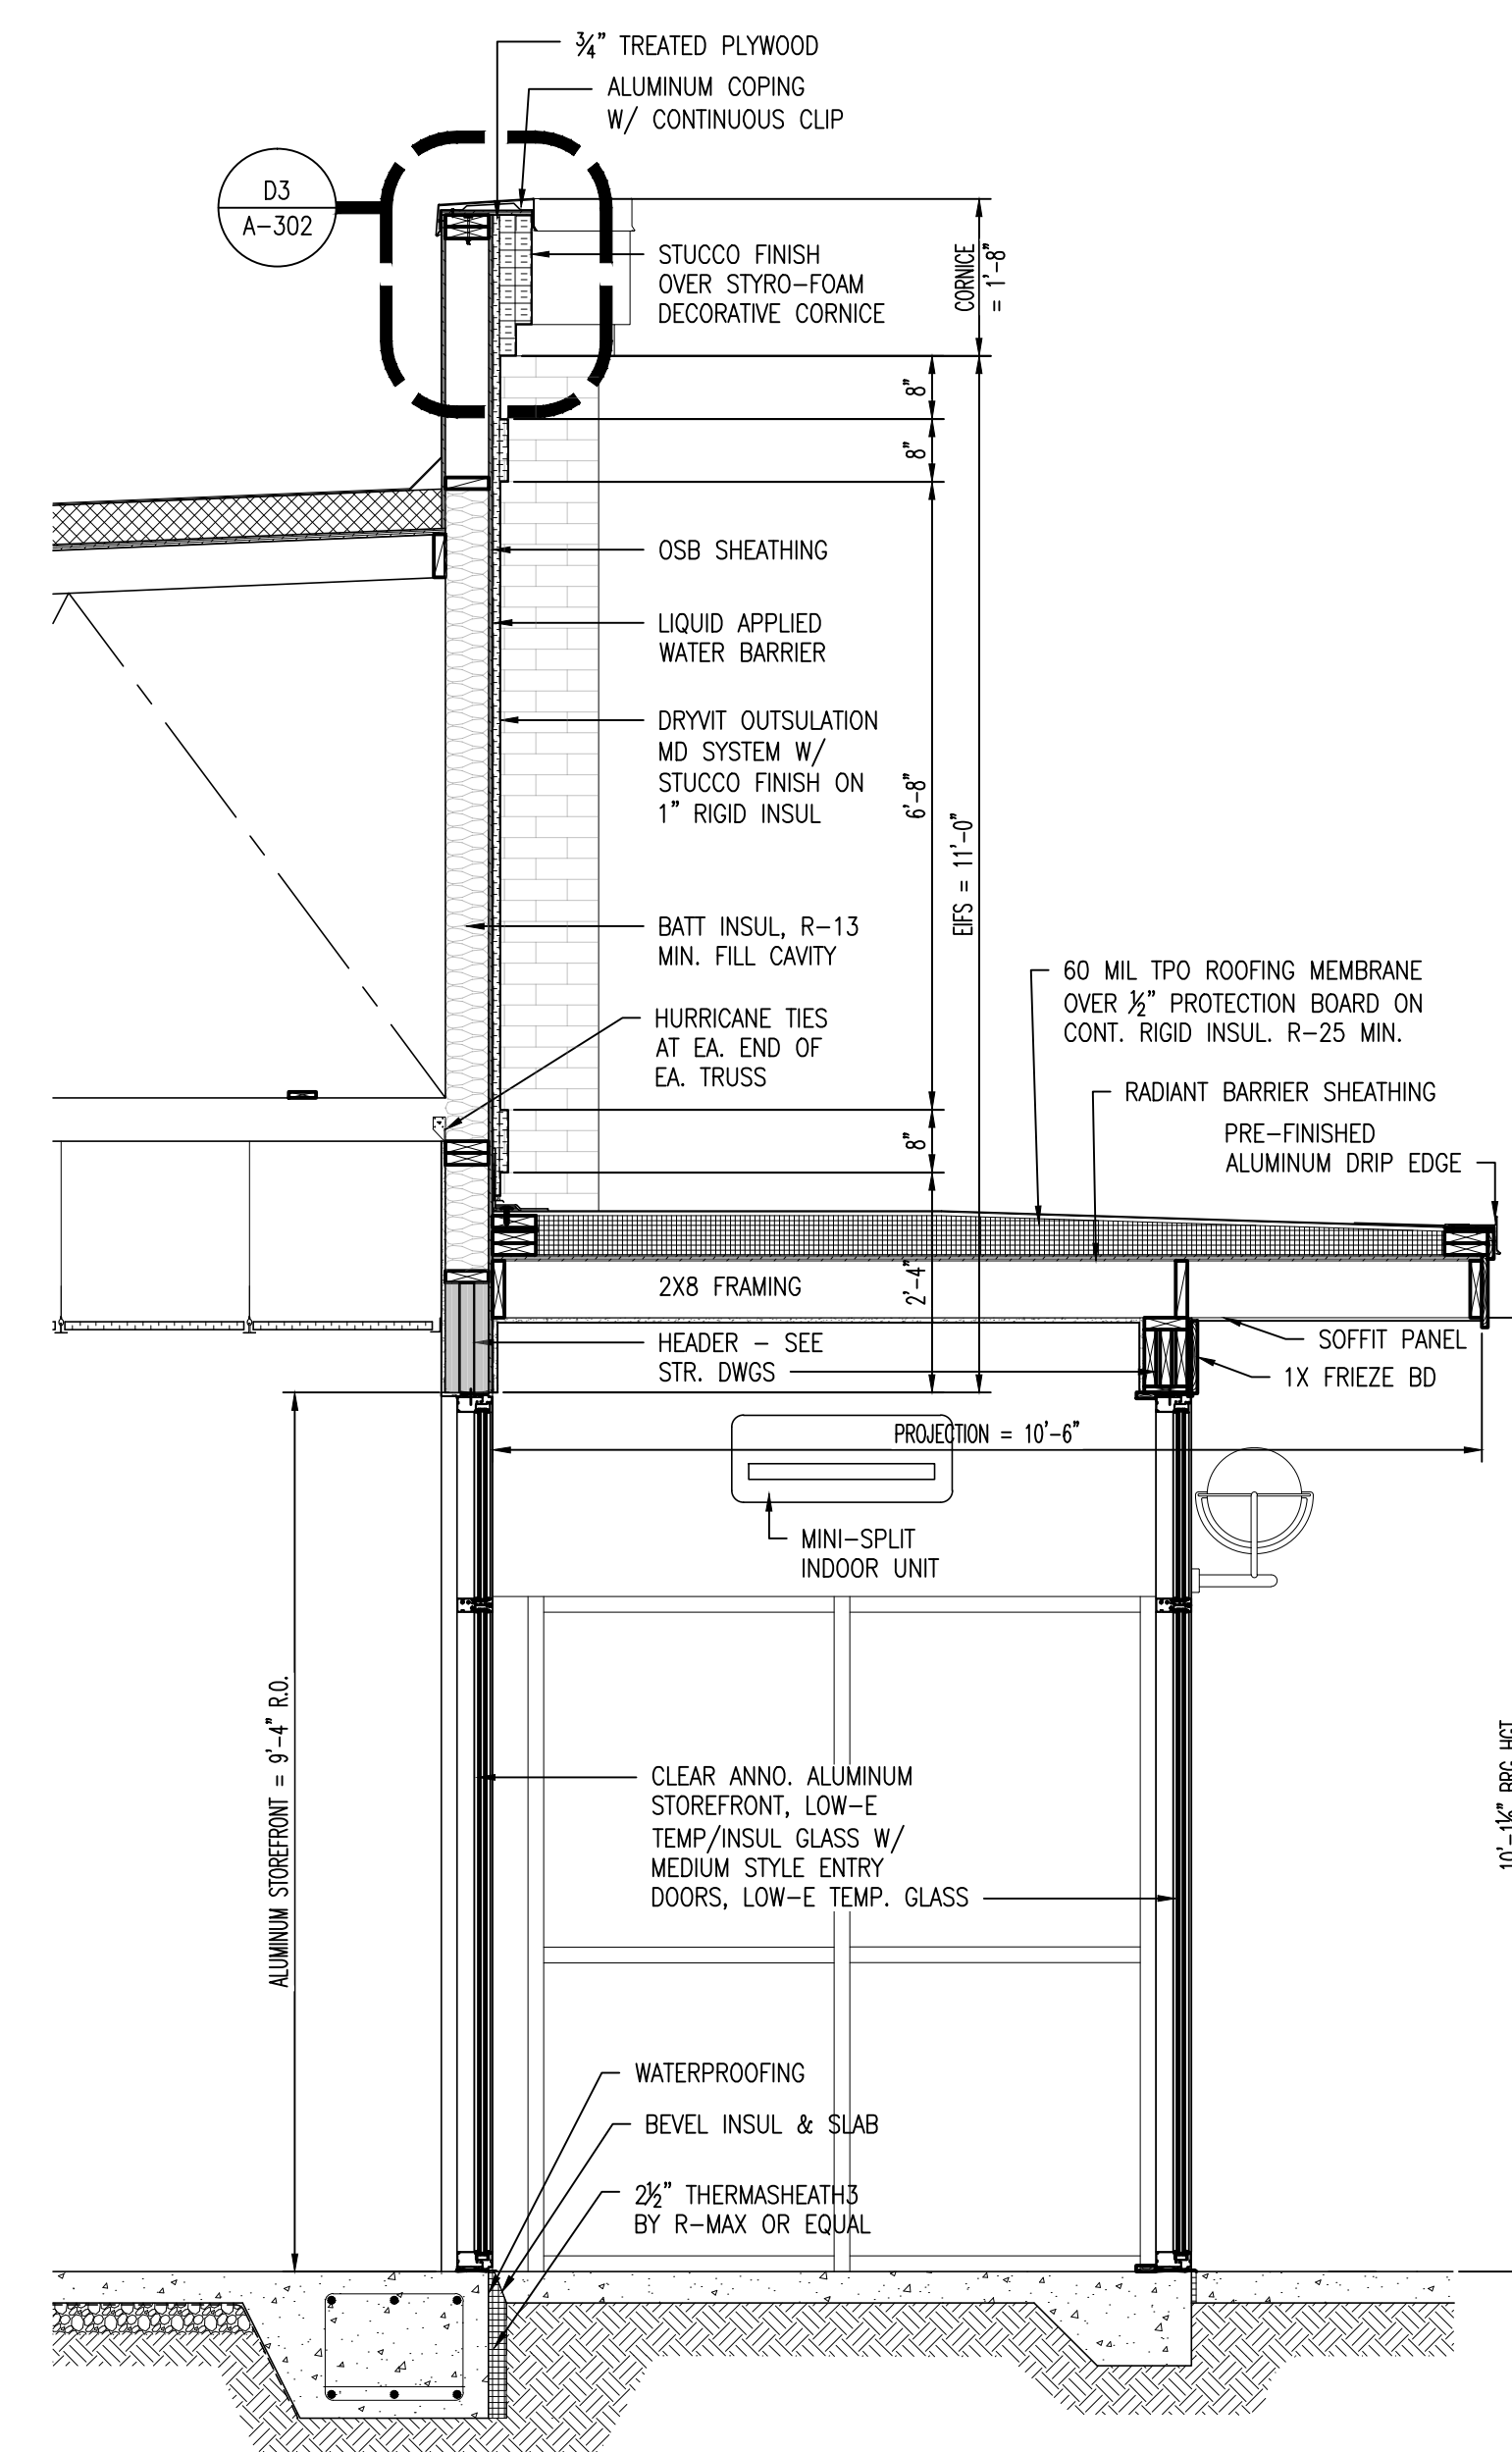 ¾" TREATED PLYWOOD
ALUMINUM COPING
W/ CONTINUOUS CLIP
D3
A-302
STUCCO FINISH
OVER STYRO-FOAM
DECORATIVE CORNICE
CORNICE
= 1'-8"
8"
8"
OSB SHEATHING
LIQUID APPLIED
WATER BARRIER
DRYVIT OUTSULATION
MD SYSTEM W/
STUCCO FINISH ON
1" RIGID INSUL
6'-8"
EIFS = 11'-0"
BATT INSUL, R-13
MIN. FILL CAVITY
60 MIL TPO ROOFING MEMBRANE
OVER ½" PROTECTION BOARD ON
CONT. RIGID INSUL. R-25 MIN.
HURRICANE TIES
AT EA. END OF
EA. TRUSS
RADIANT BARRIER SHEATHING
PRE-FINISHED
ALUMINUM DRIP EDGE
8"
2X8 FRAMING
2'-4"
HEADER - SEE
STR. DWGS
SOFFIT PANEL
1X FRIEZE BD
PROJECTION = 10'-6"
MINI-SPLIT
INDOOR UNIT
ALUMINUM STOREFRONT = 9'-4" R.O.
10'-1½" BRG HGT
CLEAR ANNO. ALUMINUM
STOREFRONT, LOW-E
TEMP/INSUL GLASS W/
MEDIUM STYLE ENTRY
DOORS, LOW-E TEMP. GLASS
WATERPROOFING
BEVEL INSUL & SLAB
2½" THERMASHEATH3
BY R-MAX OR EQUAL